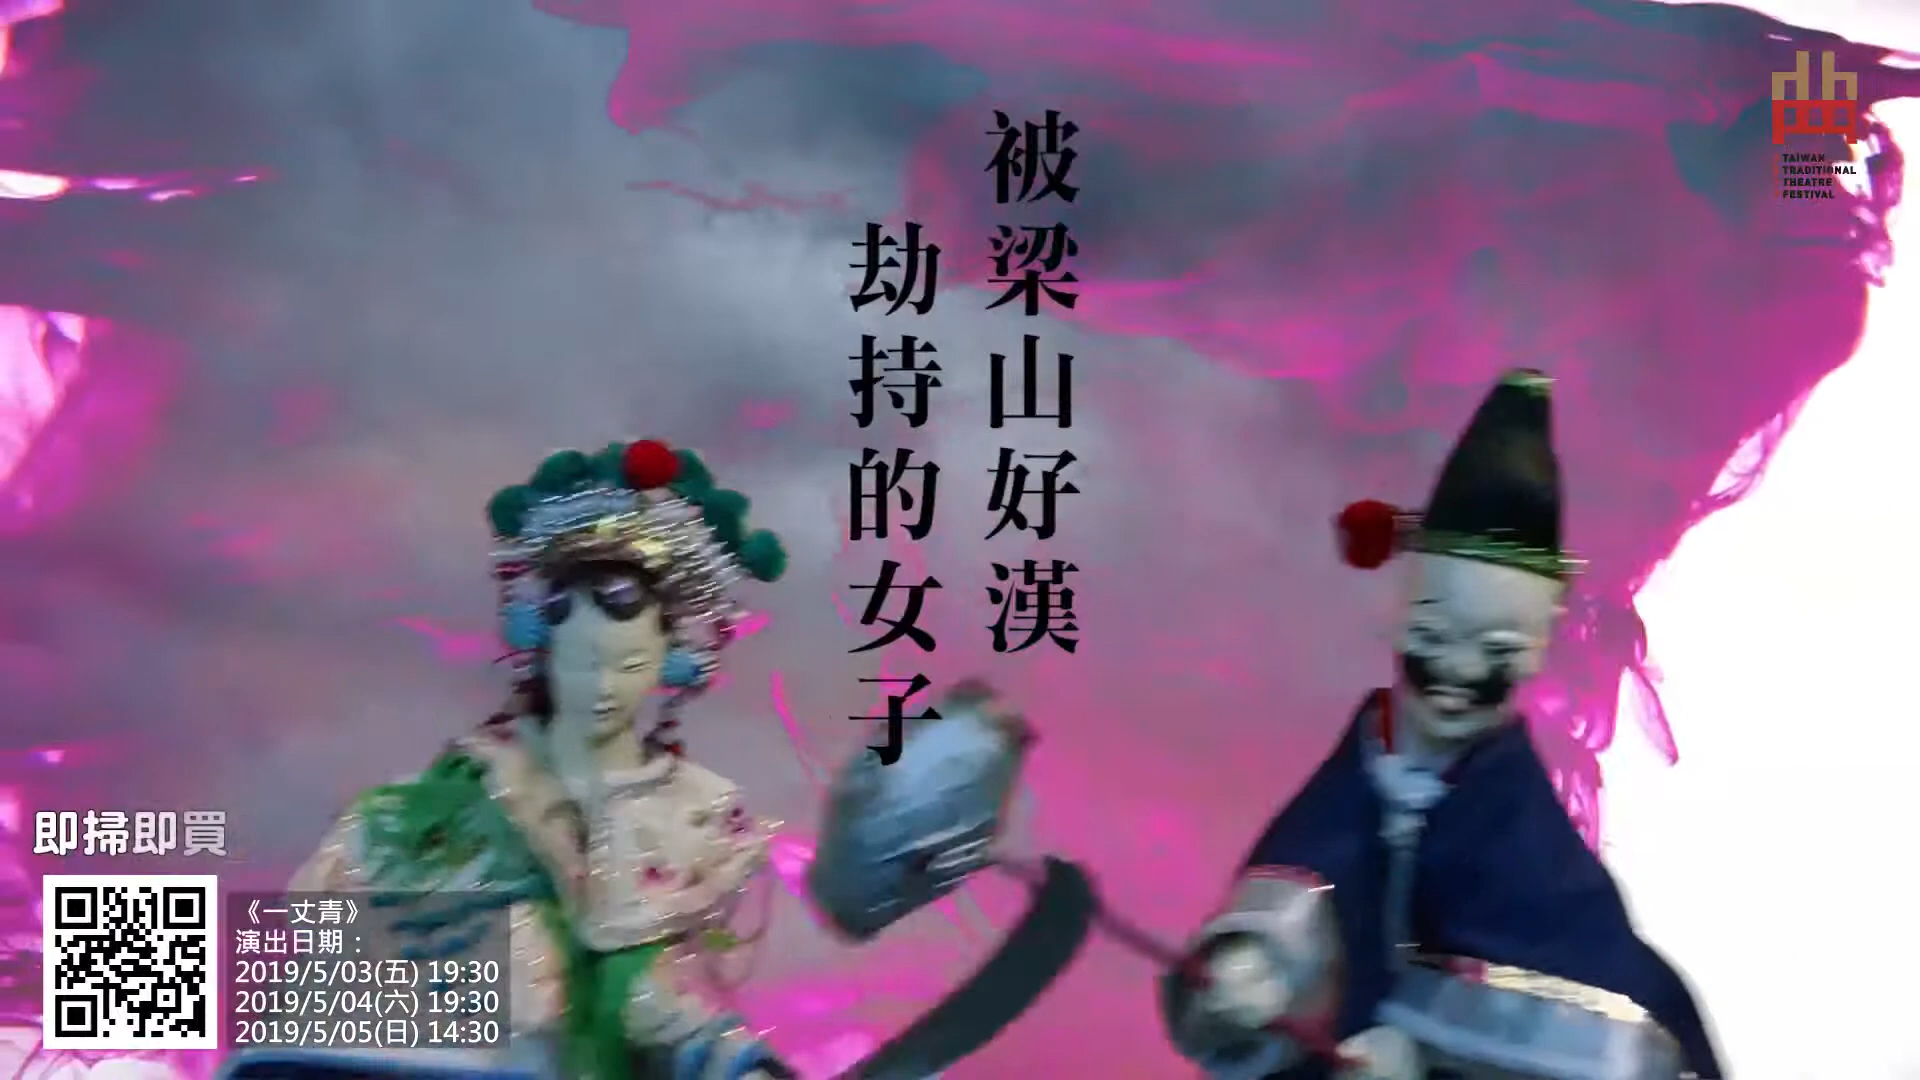 被梁山好漢
劫持的女子
TAIWAN
TRADITIONAL
THEATRE
FESTIVAL
即掃即買
《一丈青》
演出日期：
2019/5/03(五) 19:30
2019/5/04(六) 19:30
2019/5/05(日) 14:30